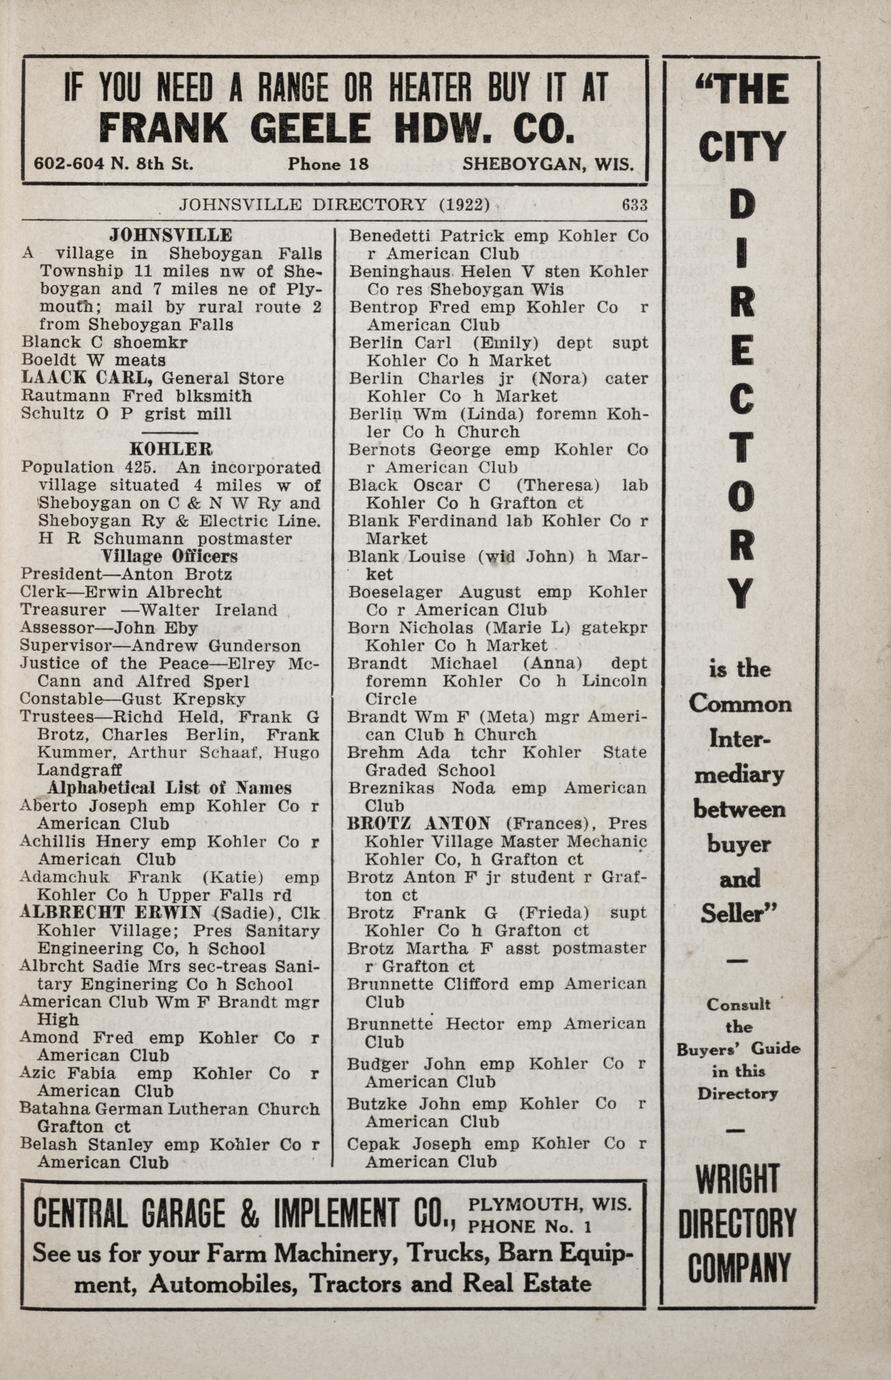 IF YOU NEED A RANGE OR HEATER BUY IT AT
FRANK GEELE HDW. CO.
602-604 N. 8th St. Phone 18 SHEBOYGAN, WIS.
JOHNSVILLE DIRECTORY (1922) 633
JOHNSVILLE
A village in Sheboygan Falls
Township 11 miles nw of She-
boygan and 7 miles ne of Ply-
mouth; mail by rural route 2
from Sheboygan Falls
Blanck C shoemkr
Boeldt W meats
LAACK CARL, General Store
Rautmann Fred blksmith
Schultz O P grist mill
KOHLER
Population 425. An incorporated
village situated 4 miles w of
Sheboygan on C & N W Ry and
Sheboygan Ry & Electric Line.
H R Schumann postmaster
Village Officers
President—Anton Brotz
Clerk—Erwin Albrecht
Treasurer —Walter Ireland
Assessor—John Eby
Supervisor—Andrew Gunderson
Justice of the Peace—Elrey Mc-
Cann and Alfred Sperl
Constable—Gust Krepsky
Trustees—Richd Held, Frank G
Brotz, Charles Berlin, Frank
Kummer, Arthur Schaaf, Hugo
Landgraff
Alphabetical List of Names
Aberto Joseph emp Kohler Co r
American Club
Achillis Hnery emp Kohler Co r
American Club
Adamchuk Frank (Katie) emp
Kohler Co h Upper Falls rd
ALBRECHT ERWIN (Sadie), Clk
Kohler Village; Pres Sanitary
Engineering Co, h School
Albrcht Sadie Mrs sec-treas Sani-
tary Enginering Co h School
American Club Wm F Brandt mgr
High
Amond Fred emp Kohler Co r
American Club
Azic Fabia emp Kohler Co r
American Club
Batahna German Lutheran Church
Grafton ct
Belash Stanley emp Kohler Co r
American Club
Benedetti Patrick emp Kohler Co
r American Club
Beninghaus Helen V sten Kohler
Co res Sheboygan Wis
Bentrop Fred emp Kohler Co r
American Club
Berlin Carl (Emily) dept supt
Kohler Co h Market
Berlin Charles jr (Nora) cater
Kohler Co h Market
Berlin Wm (Linda) foremn Koh-
ler Co h Church
Bernots George emp Kohler Co
r American Club
Black Oscar C (Theresa) lab
Kohler Co h Grafton ct
Blank Ferdinand lab Kohler Co r
Market
Blank Louise (wid John) h Mar-
ket
Boeselager August emp Kohler
Co r American Club
Born Nicholas (Marie L) gatekpr
Kohler Co h Market
Brandt Michael (Anna) dept
foremn Kohler Co h Lincoln
Circle
Brandt Wm F (Meta) mgr Ameri-
can Club h Church
Brehm Ada tchr Kohler State
Graded School
Breznikas Noda emp American
Club
BROTZ ANTON (Frances), Pres
Kohler Village Master Mechanic
Kohler Co, h Grafton ct
Brotz Anton F jr student r Graf-
ton ct
Brotz Frank G (Frieda) supt
Kohler Co h Grafton ct
Brotz Martha F asst postmaster
r Grafton ct
Brunnette Clifford emp American
Club
Brunnette Hector emp American
Club
Budger John emp Kohler Co r
American Club
Butzke John emp Kohler Co r
American Club
Cepak Joseph emp Kohler Co r
American Club
CENTRAL GARAGE & IMPLEMENT CO., PLYMOUTH, WIS.
PHONE No. 1
See us for your Farm Machinery, Trucks, Barn Equip-
ment, Automobiles, Tractors and Real Estate
"THE
CITY
D
I
R
E
C
T
O
R
Y
is the
Common
Inter-
mediary
between
buyer
and
Seller"
—
Consult
the
Buyers' Guide
in this
Directory
—
WRIGHT
DIRECTORY
COMPANY